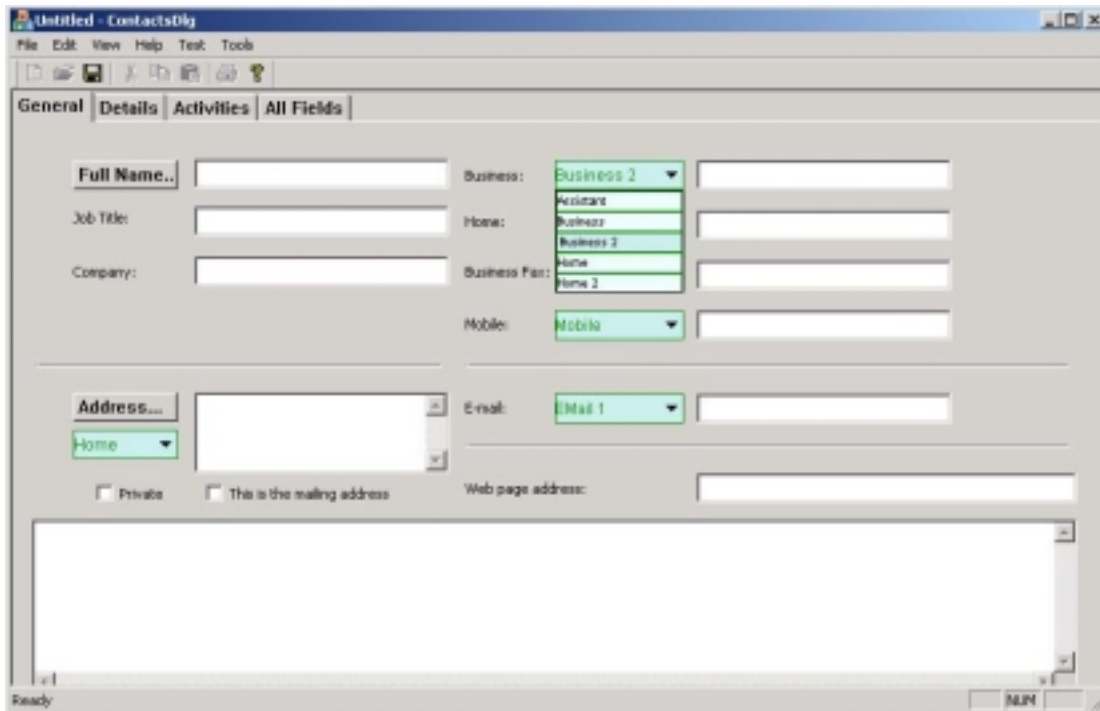 Untitled - ContactsDlg
File Edit View Help Test Tools
General Details Activities All Fields
Full Name.. Business: Business 2
Assistant
Job Title: Home: Business
Business 2
Company: Business Fax: Home
Home 2
Mobile: Mobile
Address.... E-mail: EMail 1
Home
Private This is the mailing address Web page address:
Ready NUM